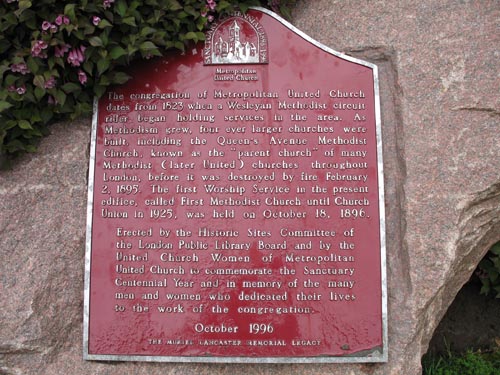 SANCTUARY CENTENNIAL 1896-1996
Metropolitan
United Church
The congregation of Metropolitan United Church
dates from 1823 when a Wesleyan Methodist circuit
rider began holding services in the area. As
Methodism grew, four ever larger churches were
built, including the Queen's Avenue Methodist
Church, known as the "parent church" of many
Methodist (later United) churches throughout
London, before it was destroyed by fire February
2, 1895. The first Worship Service in the present
edifice, called First Methodist Church until Church
Union in 1925, was held on October 18, 1896.
Erected by the Historic Sites Committee of
the London Public Library Board and by the
United Church Women of Metropolitan
United Church to commemorate the Sanctuary
Centennial Year and in memory of the many
men and women who dedicated their lives
to the work of the congregation.
October 1996
THE MURIEL LANCASTER MEMORIAL LEGACY